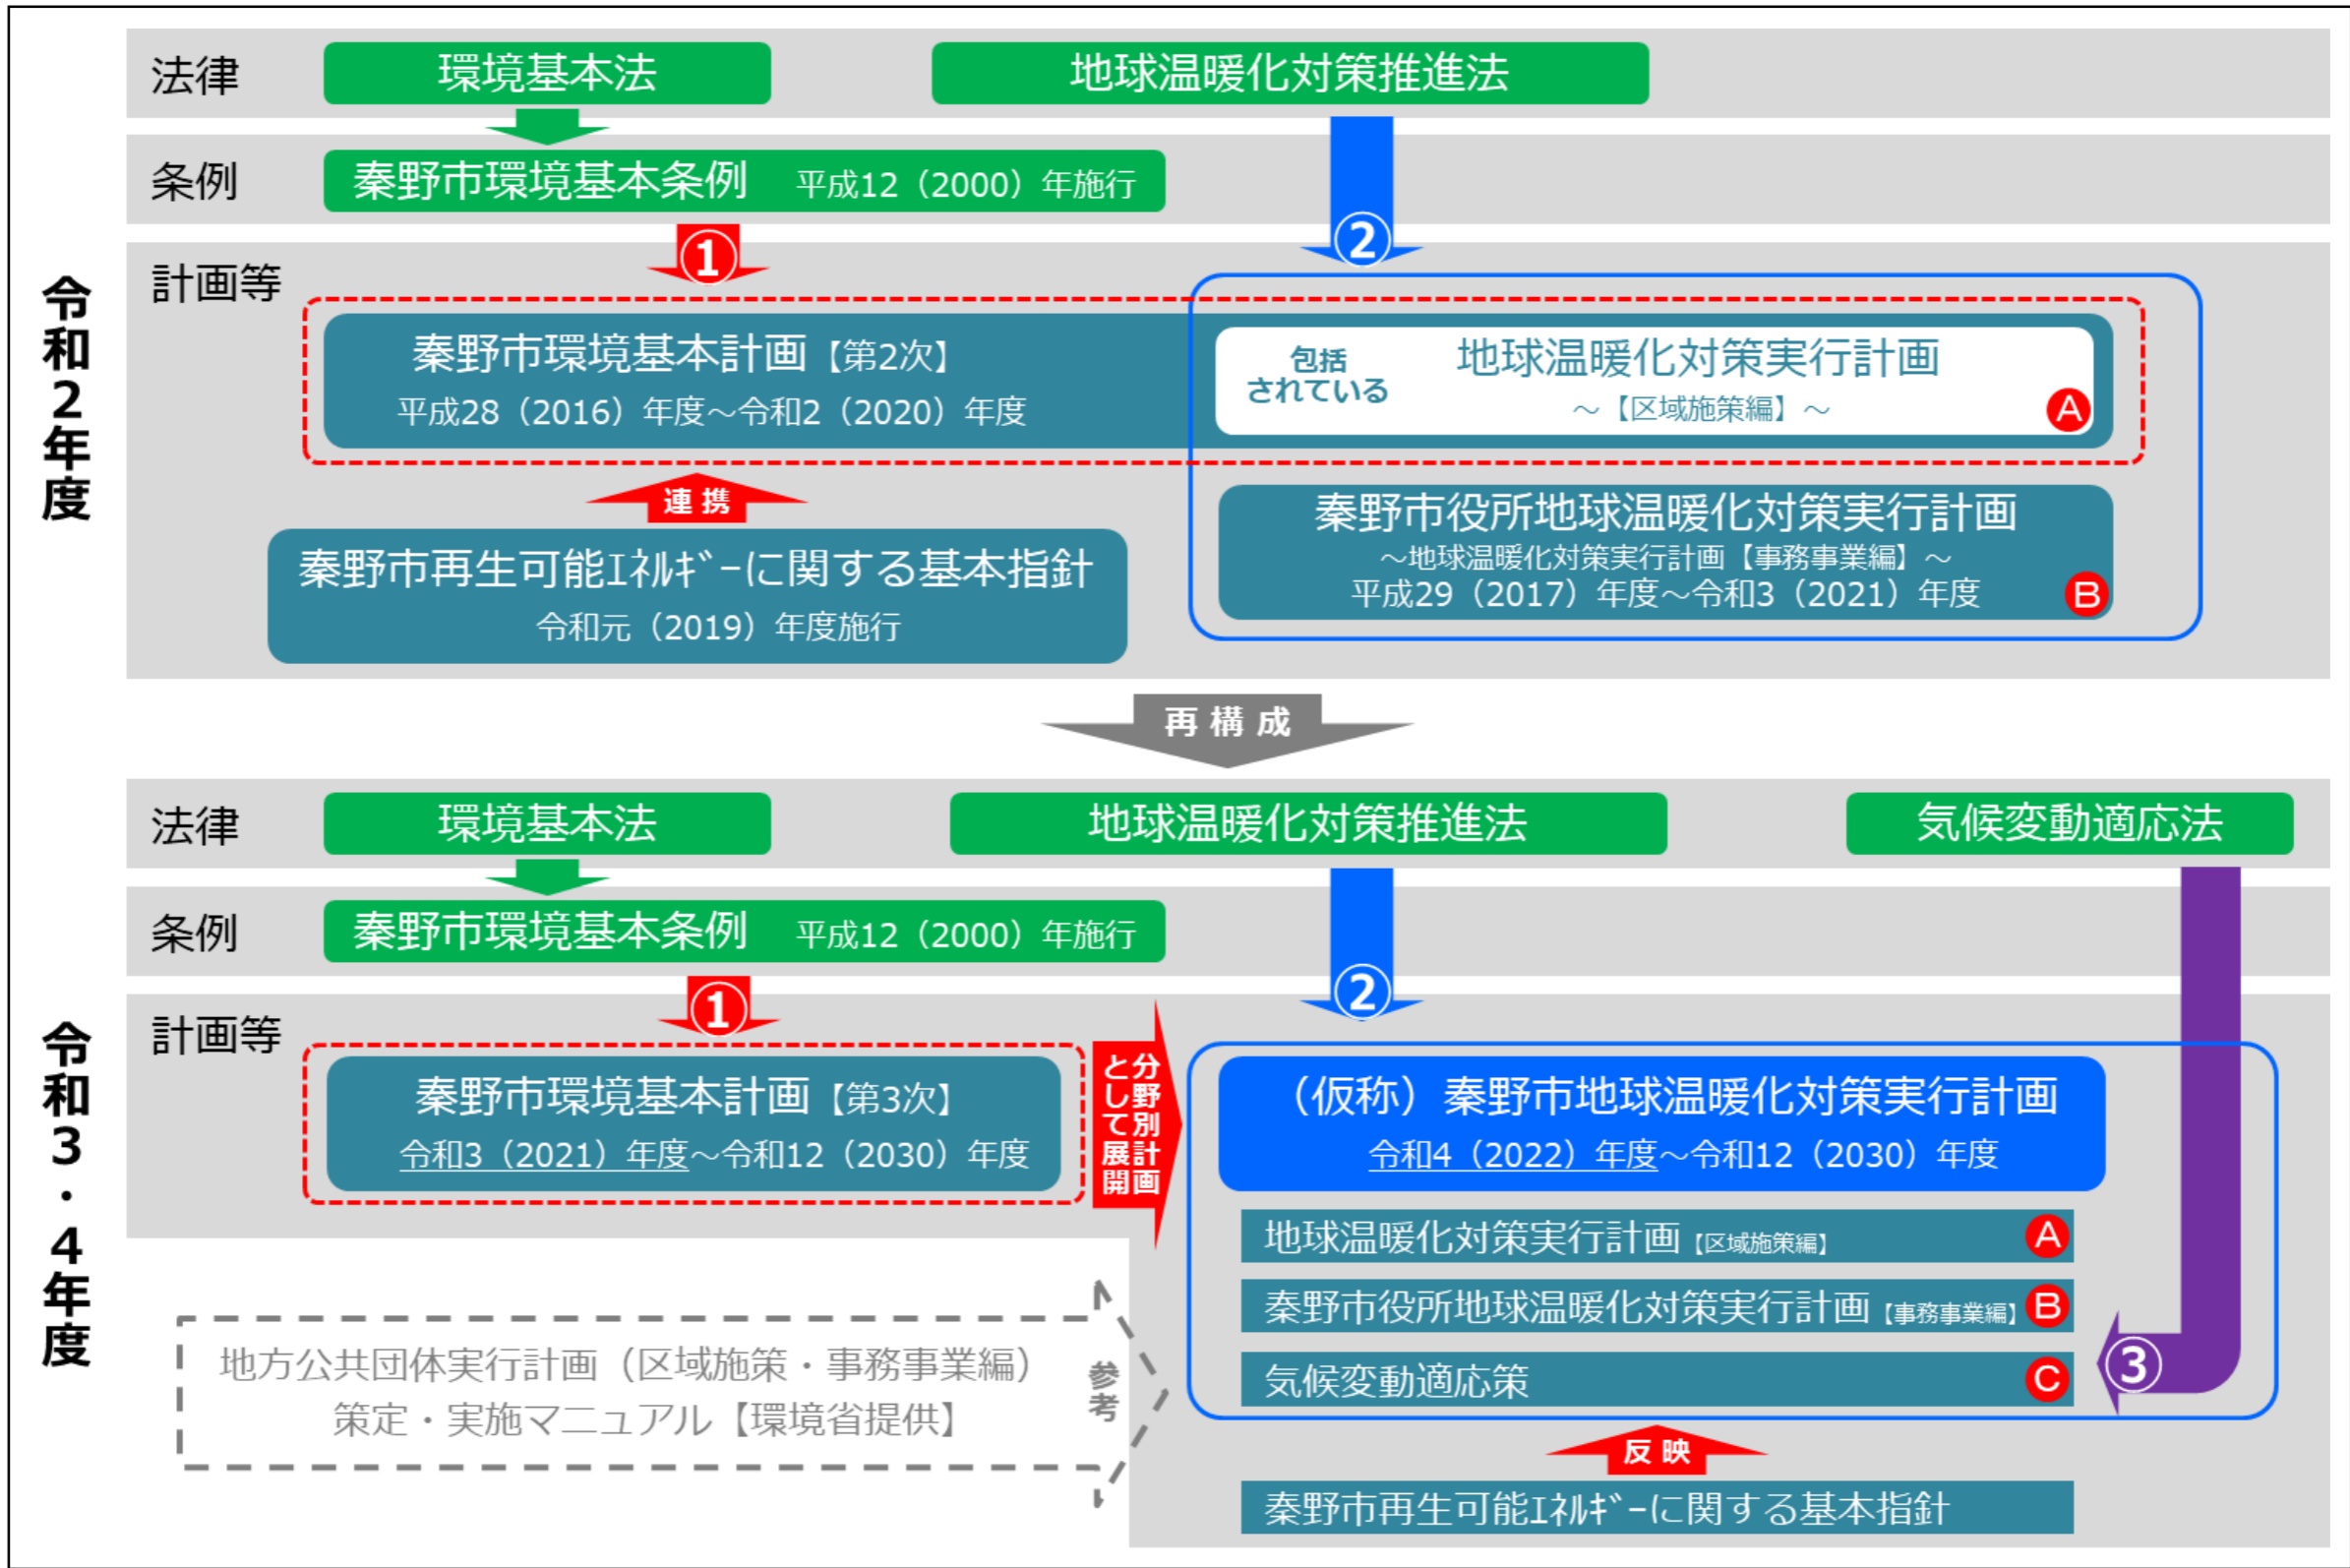 令和2年度
法律
環境基本法
地球温暖化対策推進法
条例
秦野市環境基本条例 平成12（2000）年施行
①
②
計画等
秦野市環境基本計画【第2次】
平成28（2016）年度～令和2（2020）年度
包括
されている
地球温暖化対策実行計画
～【区域施策編】～
A
連携
秦野市再生可能ｴﾈﾙｷﾞｰに関する基本指針
令和元（2019）年度施行
秦野市役所地球温暖化対策実行計画
～地球温暖化対策実行計画【事務事業編】～
平成29（2017）年度～令和3（2021）年度
B
再構成
令和3・4年度
法律
環境基本法
地球温暖化対策推進法
気候変動適応法
条例
秦野市環境基本条例 平成12（2000）年施行
①
②
計画等
秦野市環境基本計画【第3次】
令和3（2021）年度～令和12（2030）年度
分野別計画
として展開
（仮称）秦野市地球温暖化対策実行計画
令和4（2022）年度～令和12（2030）年度
地球温暖化対策実行計画【区域施策編】
A
秦野市役所地球温暖化対策実行計画【事務事業編】
B
気候変動適応策
C
③
地方公共団体実行計画（区域施策・事務事業編）
策定・実施マニュアル【環境省提供】
参考
反映
秦野市再生可能ｴﾈﾙｷﾞｰに関する基本指針